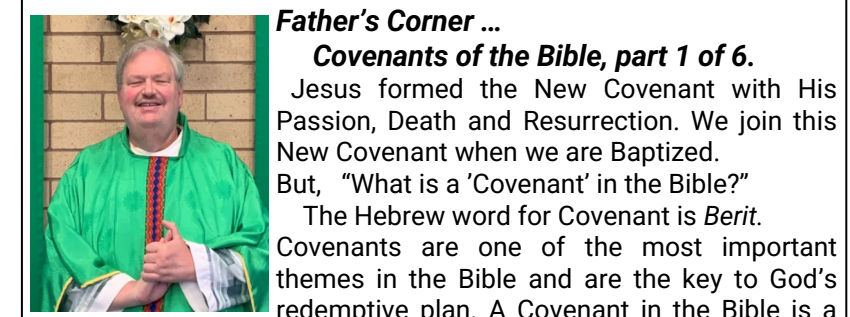 Father's Corner …
Covenants of the Bible, part 1 of 6.
Jesus formed the New Covenant with His
Passion, Death and Resurrection. We join this
New Covenant when we are Baptized.
But, “What is a ’Covenant’ in the Bible?”
The Hebrew word for Covenant is Berit.
Covenants are one of the most important
themes in the Bible and are the key to God’s
redemptive plan. A Covenant in the Bible is a